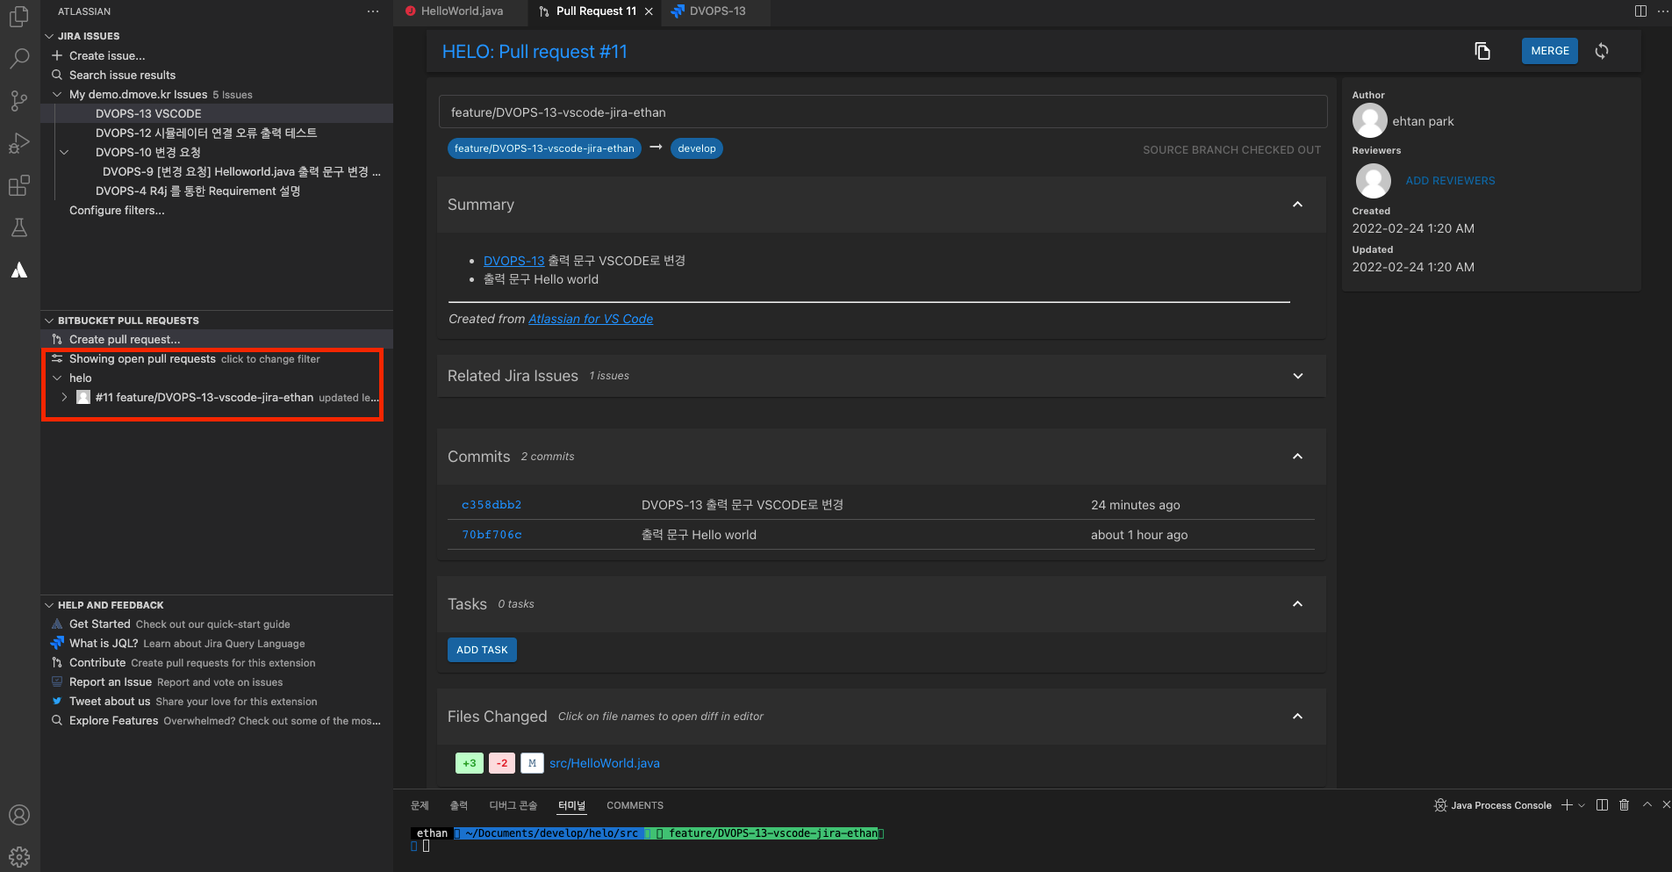 ATLASSIAN
JIRA ISSUES
Create issue...
Search issue results
My demo.dmove.kr Issues 5 Issues
DVOPS-13 VSCODE
DVOPS-12 시뮬레이터 연결 오류 출력 테스트
DVOPS-10 변경 요청
DVOPS-9 [변경 요청] Helloworld.java 출력 문구 변경 ...
DVOPS-4 R4j 를 통한 Requirement 설명
Configure filters...
BITBUCKET PULL REQUESTS
Create pull request...
Showing open pull requests click to change filter
helo
#11 feature/DVOPS-13-vscode-jira-ethan updated le...
HELP AND FEEDBACK
Get Started Check out our quick-start guide
What is JQL? Learn about Jira Query Language
Contribute Create pull requests for this extension
Report an Issue Report and vote on issues
Tweet about us Share your love for this extension
Explore Features Overwhelmed? Check out some of the mos...
HelloWorld.java Pull Request 11 DVOPS-13
HELO: Pull request #11
MERGE
feature/DVOPS-13-vscode-jira-ethan
feature/DVOPS-13-vscode-jira-ethan → develop
SOURCE BRANCH CHECKED OUT
Summary
• DVOPS-13 출력 문구 VSCODE로 변경
• 출력 문구 Hello world
Created from Atlassian for VS Code
Related Jira Issues 1 issues
Commits 2 commits
c358dbb2 DVOPS-13 출력 문구 VSCODE로 변경 24 minutes ago
70bf706c 출력 문구 Hello world about 1 hour ago
Tasks 0 tasks
ADD TASK
Files Changed Click on file names to open diff in editor
+3 -2 M src/HelloWorld.java
Author
ehtan park
Reviewers
ADD REVIEWERS
Created
2022-02-24 1:20 AM
Updated
2022-02-24 1:20 AM
문제 출력 디버그 콘솔 터미널 COMMENTS
Java Process Console
ethan ~/Documents/develop/helo/src feature/DVOPS-13-vscode-jira-ethan